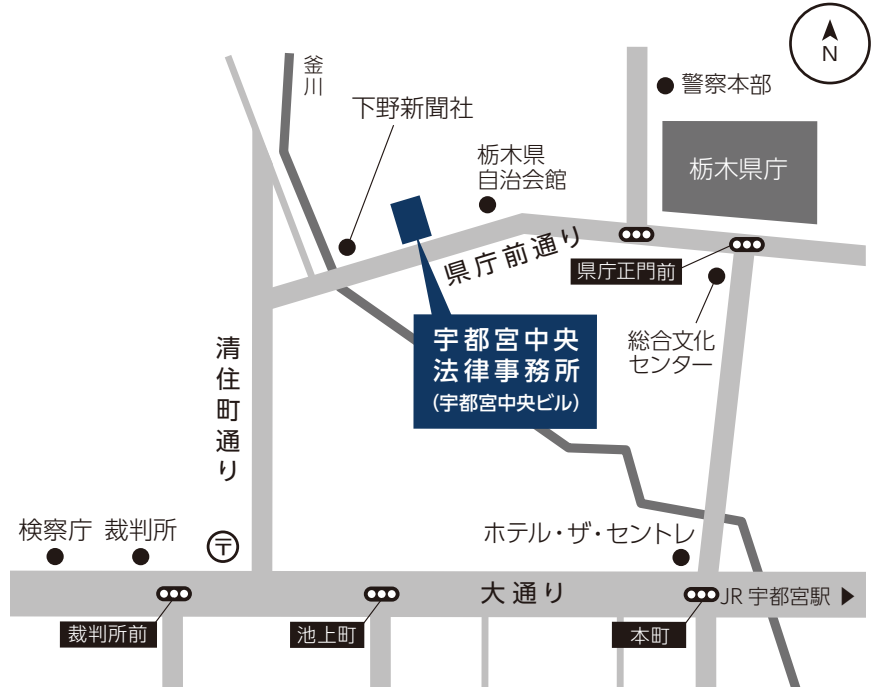 N
釜川
下野新聞社
警察本部
栃木県
自治会館
栃木県庁
県庁前通り
県庁正門前
宇都宮中央
法律事務所
(宇都宮中央ビル)
総合文化
センター
清住町通り
検察庁
裁判所
〒
ホテル・ザ・セントレ
大通り
JR 宇都宮駅 ▶
裁判所前
池上町
本町